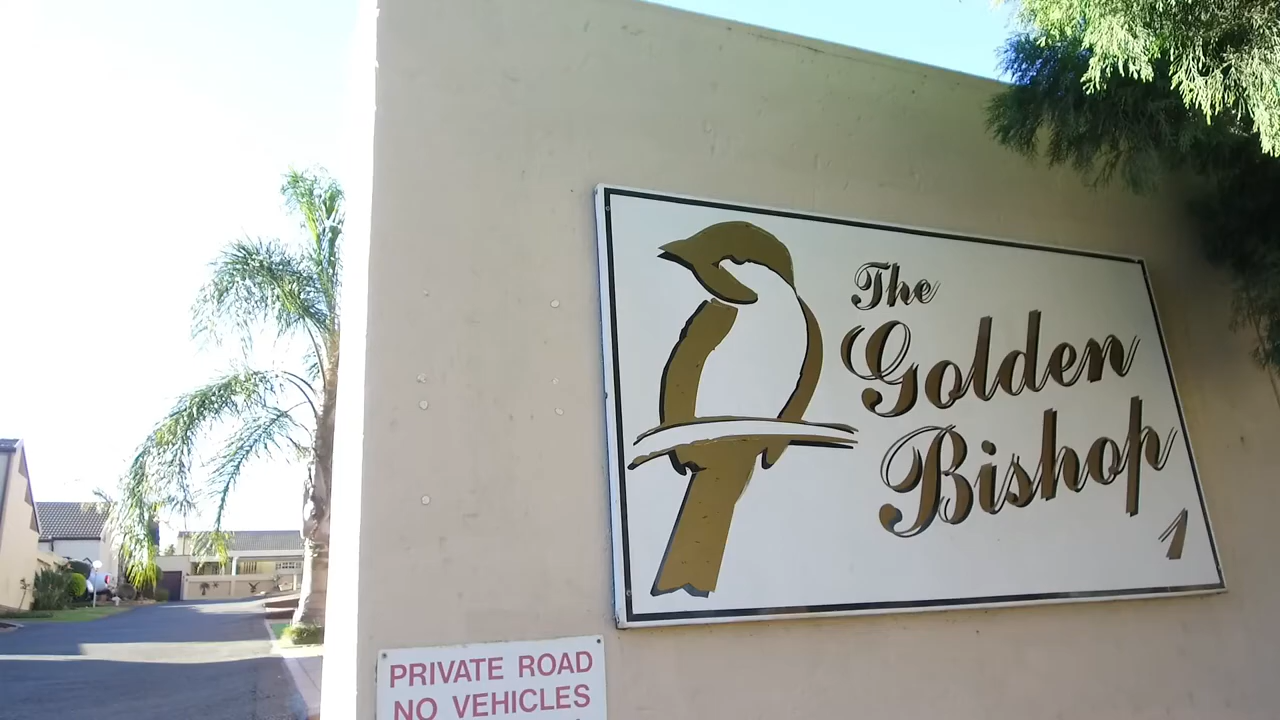 The
Golden
Bishop
1
PRIVATE ROAD
NO VEHICLES